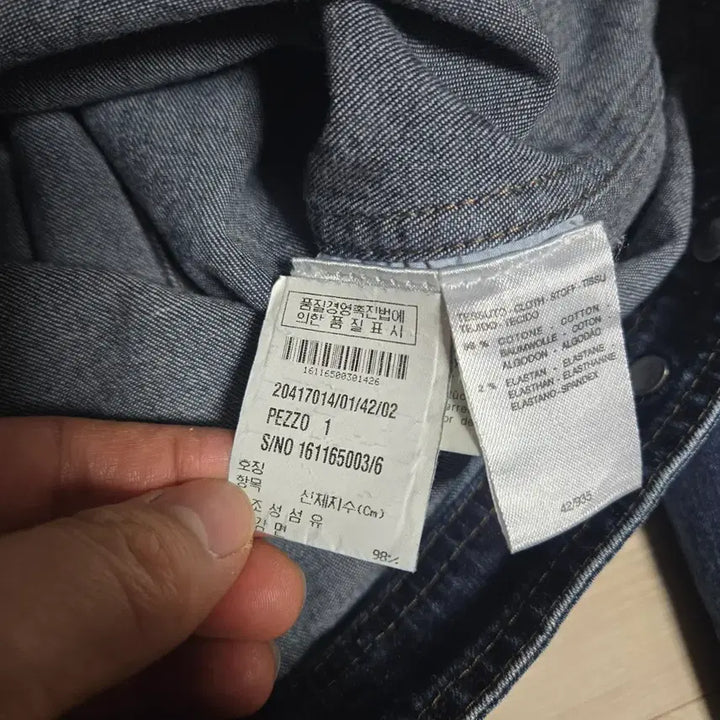 품질경영촉진법에
의한 품 질 표 시
16116500301426
20417014/01/42/02
PEZZO 1
S/NO 161165003/6
호칭
항목
신체치수(Cm)
조 성 섬 유
98%
TESSUTO - CLOTH - STOFF - TISSU
TEJIDO - TECIDO
98 % COTONE - COTTON
BAUMWOLLE - COTON
ALGODON - ALGODÃO
2 % ELASTAN - ELASTANE
ELASTHAN - ELASTHANNE
ELASTANO-SPANDEX
42/935